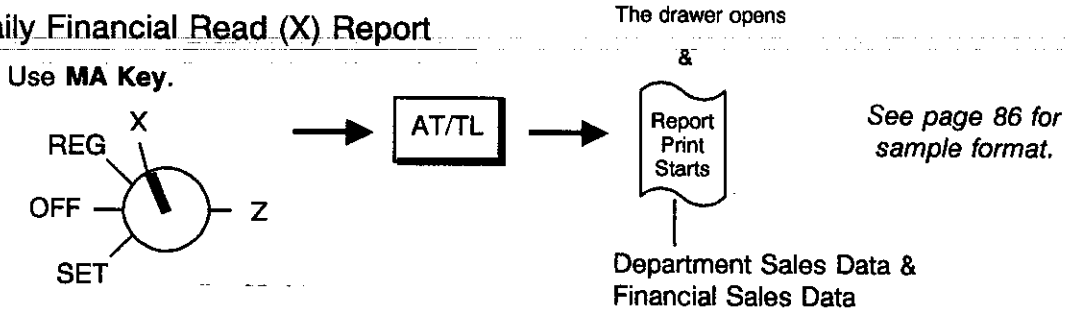 aily Financial Read (X) Report
Use MA Key.
X
REG
OFF
Z
SET
AT/TL
The drawer opens
&
Report
Print
Starts
Department Sales Data &
Financial Sales Data
See page 86 for
sample format.